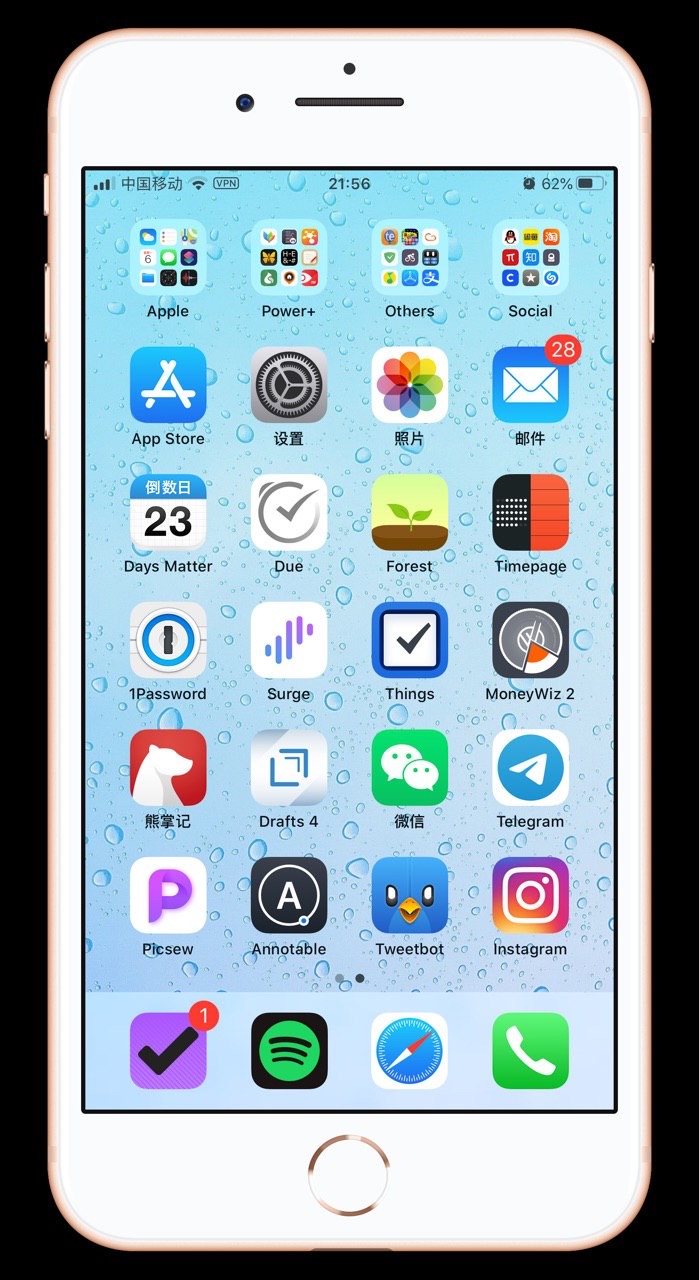 中国移动 VPN 21:56 62%
Apple Power+ Others Social
28
App Store 设置 照片 邮件
倒数日
23
Days Matter Due Forest Timepage
1Password Surge Things MoneyWiz 2
熊掌记 Drafts 4 微信 Telegram
A
Picsew Annotable Tweetbot Instagram
1